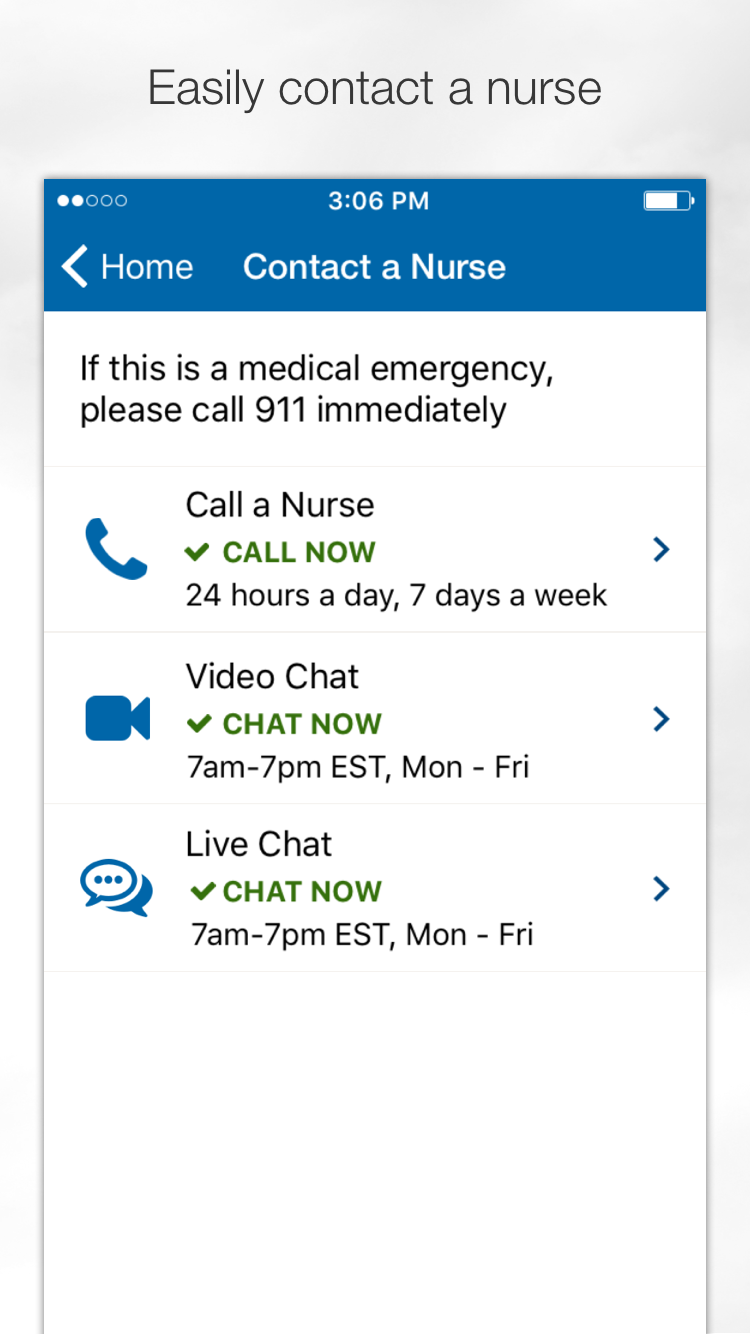 Easily contact a nurse
3:06 PM
Home Contact a Nurse
If this is a medical emergency,
please call 911 immediately
Call a Nurse
CALL NOW
24 hours a day, 7 days a week
Video Chat
CHAT NOW
7am-7pm EST, Mon - Fri
Live Chat
CHAT NOW
7am-7pm EST, Mon - Fri